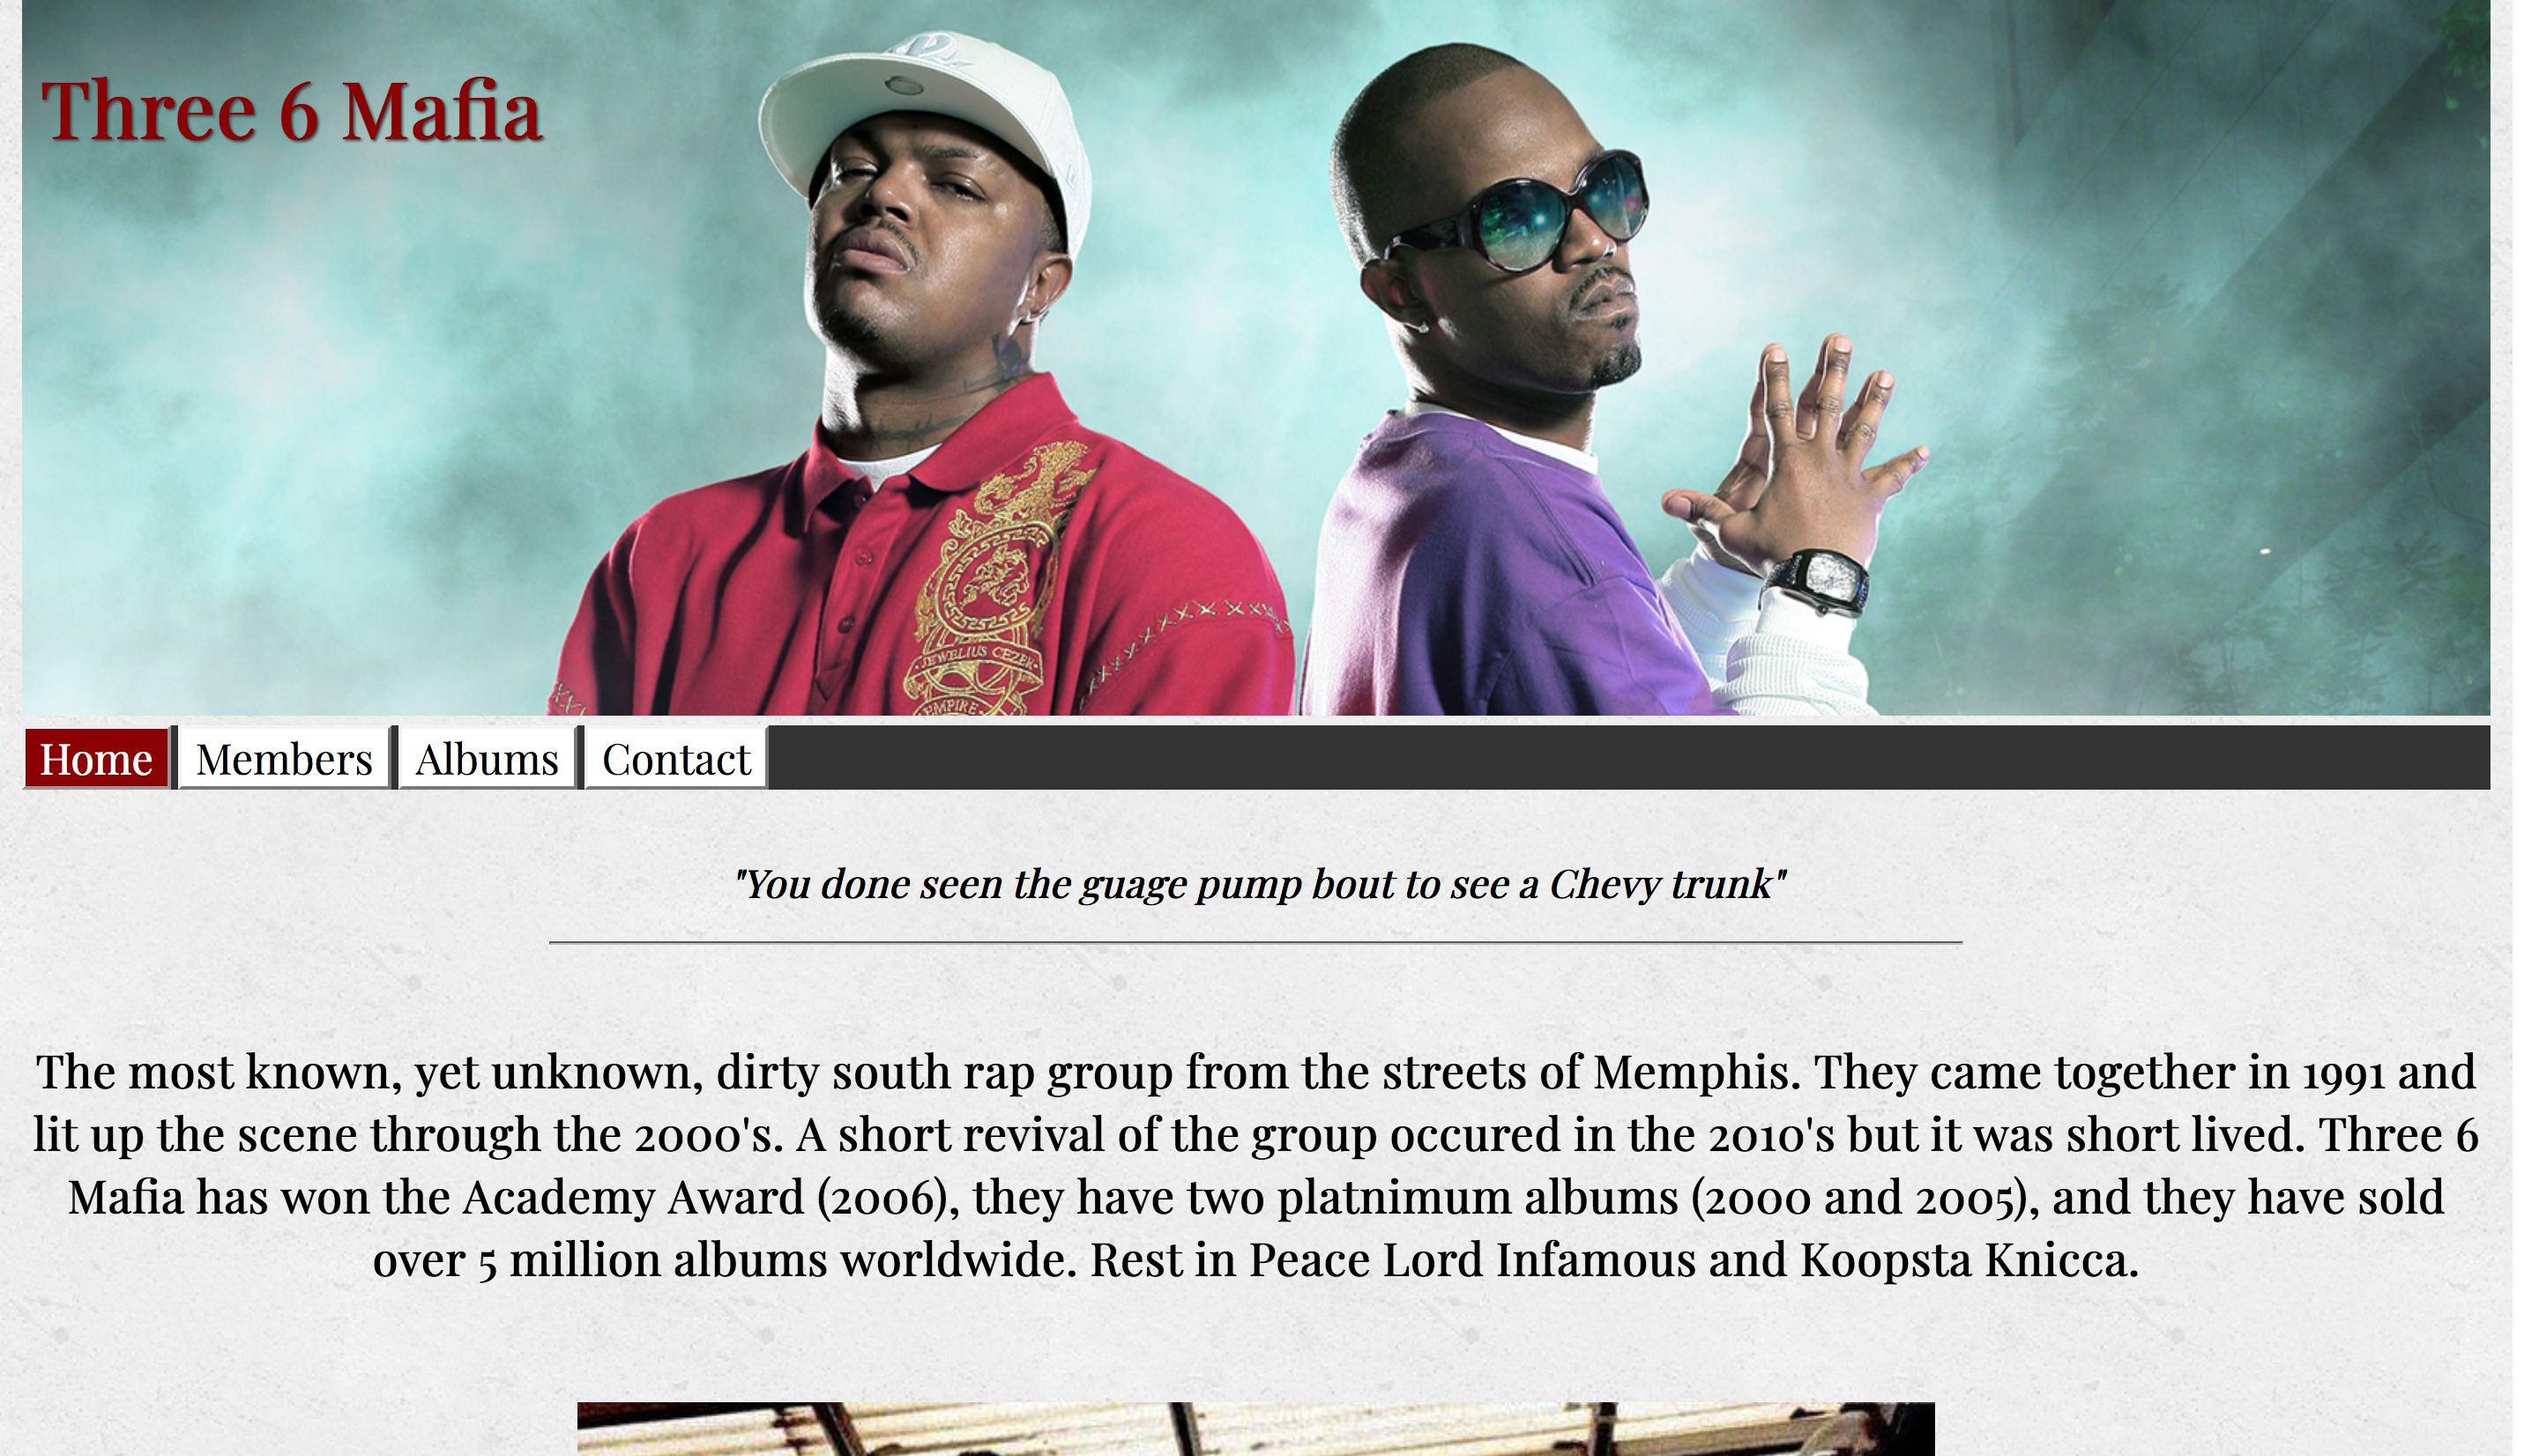 Three 6 Mafia
JEWELIUS CEZER
EMPIRE
Home Members Albums Contact
"You done seen the guage pump bout to see a Chevy trunk"
The most known, yet unknown, dirty south rap group from the streets of Memphis. They came together in 1991 and
lit up the scene through the 2000's. A short revival of the group occured in the 2010's but it was short lived. Three 6
Mafia has won the Academy Award (2006), they have two platnimum albums (2000 and 2005), and they have sold
over 5 million albums worldwide. Rest in Peace Lord Infamous and Koopsta Knicca.